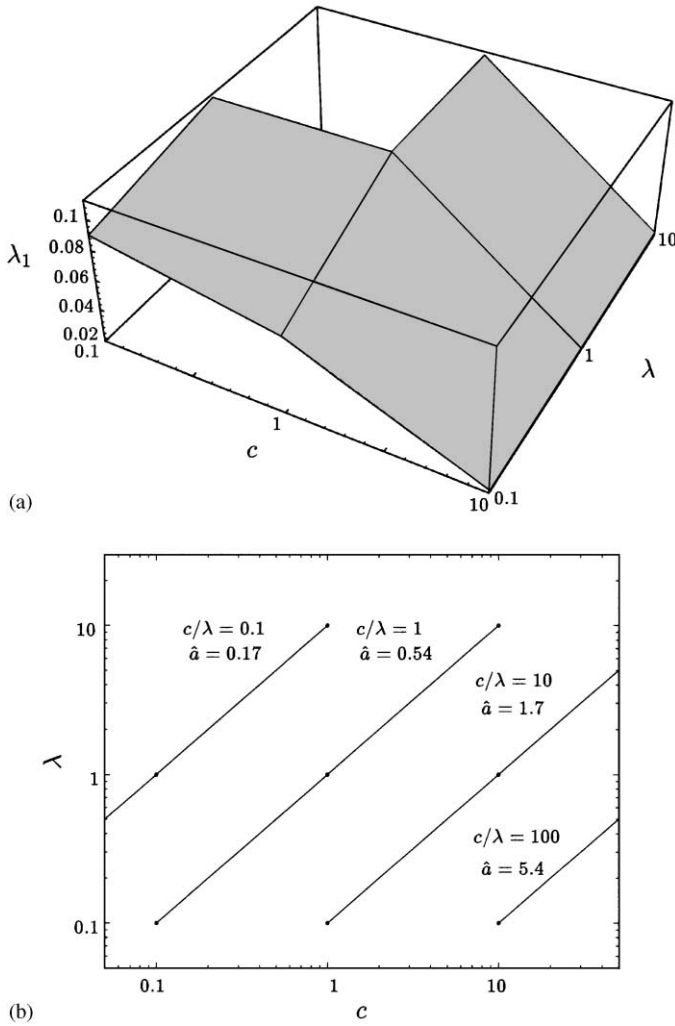 0.1
0.08
λ₁
0.06
0.04
0.02
0.1
1
c
10
0.1
1
λ
10
(a)
10
c/λ = 0.1
c/λ = 1
â = 0.17
â = 0.54
c/λ = 10
â = 1.7
λ
1
c/λ = 100
â = 5.4
0.1
0.1
1
10
(b)
c